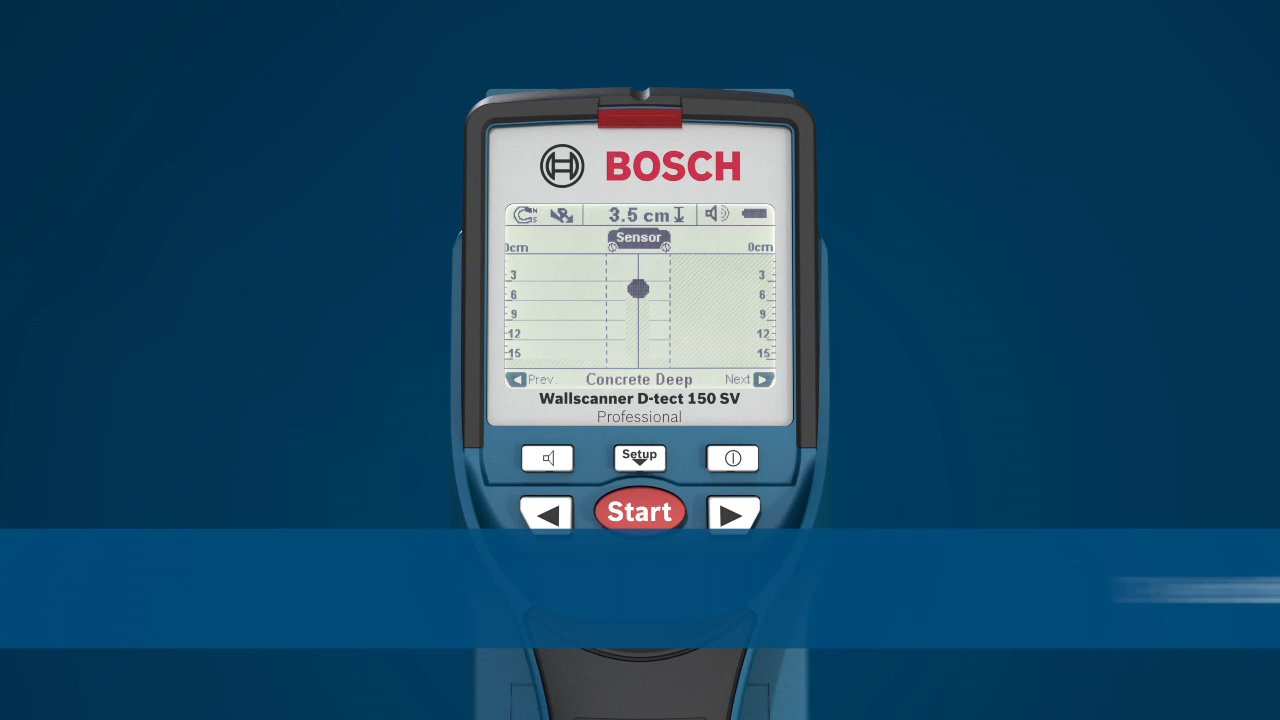 BOSCH
N
S
3.5 cm
Sensor
0cm
0cm
3
3
6
6
9
9
12
12
15
15
Prev.
Concrete Deep
Next
Wallscanner D-tect 150 SV
Professional
Setup
Start